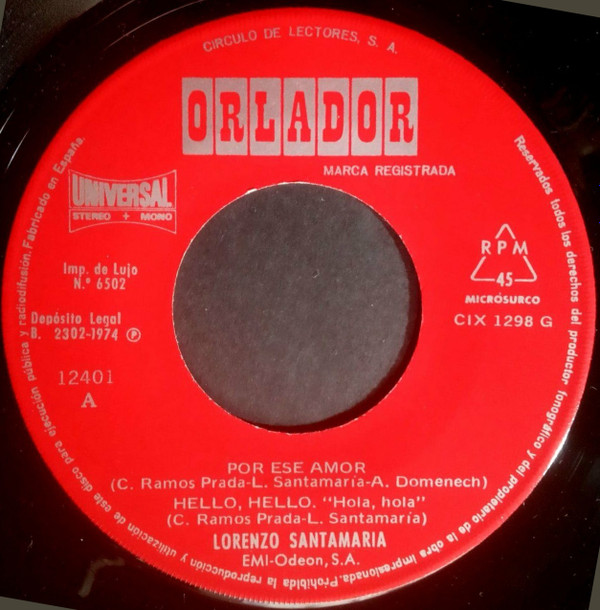 CIRCULO DE LECTORES, S. A.
ORLADOR
MARCA REGISTRADA
UNIVERSAL
STEREO + MONO
Imp. de Lujo
N.º 6502
Depósito Legal
B. 2302-1974 Ⓟ
12401
A
RPM
45
MICROSURCO
CIX 1298 G
POR ESE AMOR
(C. Ramos Prada-L. Santamaría-A. Domenech)
HELLO, HELLO. "Hola, hola"
(C. Ramos Prada-L. Santamaría)
LORENZO SANTAMARIA
EMI-Odeon, S.A.
Reservados todos los derechos del productor fonográfico y del propietario de la obra impresionada. Prohibida la reproducción y utilización de este disco para ejecución pública y radiodifusión. Fabricado en España.